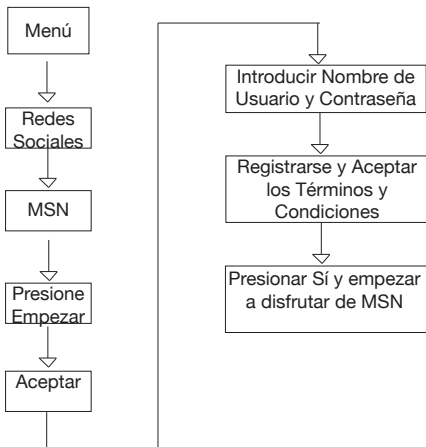 Menú
Redes
Sociales
MSN
Presione
Empezar
Aceptar
Introducir Nombre de
Usuario y Contraseña
Registrarse y Aceptar
los Términos y
Condiciones
Presionar Sí y empezar
a disfrutar de MSN